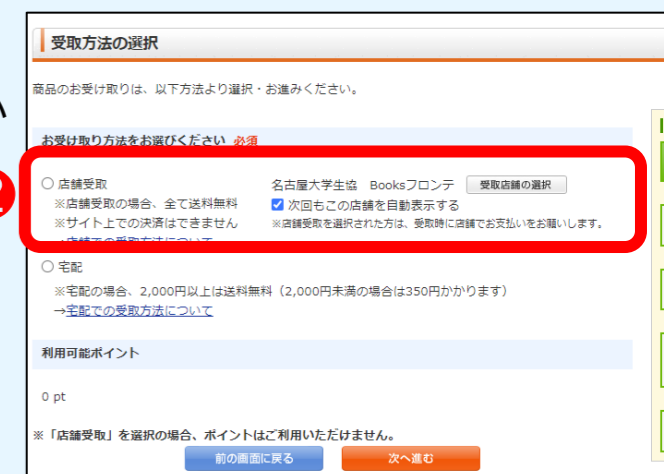 受取方法の選択
商品のお受け取りは、以下方法より選択・お進みください。
お受け取り方法をお選びください 必須
店舗受取 名古屋大学生協 Booksフロンテ 受取店舗の選択
※店舗受取の場合、全て送料無料 次回もこの店舗を自動表示する
※サイト上での決済はできません ※店舗受取を選択された方は、受取時に店舗でお支払いをお願いします。
→店舗での受取方法について
宅配
※宅配の場合、2,000円以上は送料無料（2,000円未満の場合は350円かかります）
→宅配での受取方法について
利用可能ポイント
0 pt
※「店舗受取」を選択の場合、ポイントはご利用いただけません。
前の画面に戻る 次へ進む